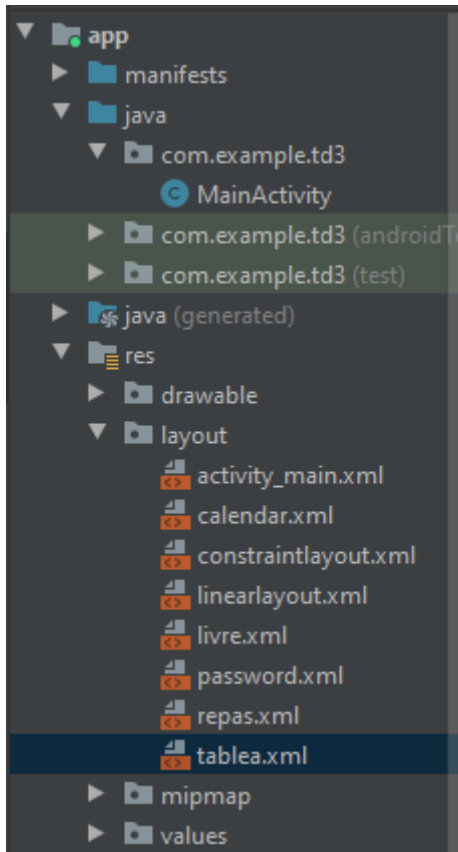 app
manifests
java
com.example.td3
MainActivity
com.example.td3 (androidTe
com.example.td3 (test)
java (generated)
res
drawable
layout
activity_main.xml
calendar.xml
constraintlayout.xml
linearlayout.xml
livre.xml
password.xml
repas.xml
tablea.xml
mipmap
values